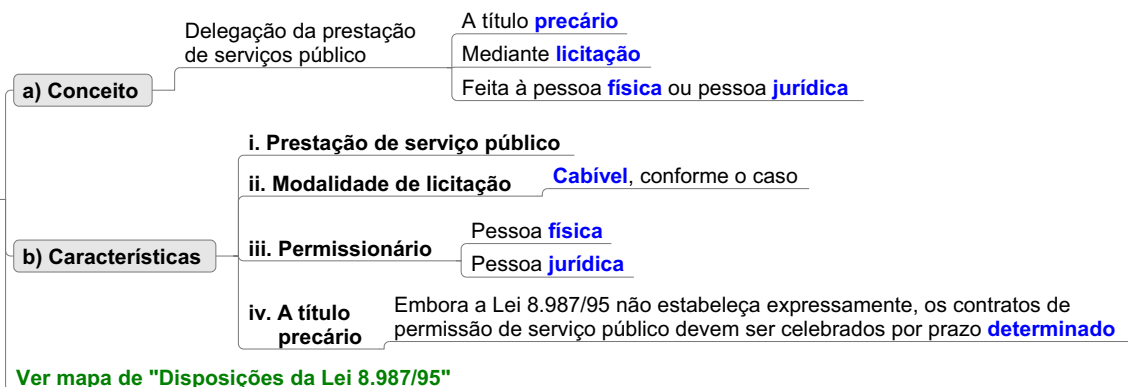 a) Conceito
Delegação da prestação
de serviços público
A título precário
Mediante licitação
Feita à pessoa física ou pessoa jurídica
b) Características
i. Prestação de serviço público
ii. Modalidade de licitação
Cabível, conforme o caso
iii. Permissionário
Pessoa física
Pessoa jurídica
iv. A título
precário
Embora a Lei 8.987/95 não estabeleça expressamente, os contratos de
permissão de serviço público devem ser celebrados por prazo determinado
Ver mapa de "Disposições da Lei 8.987/95"